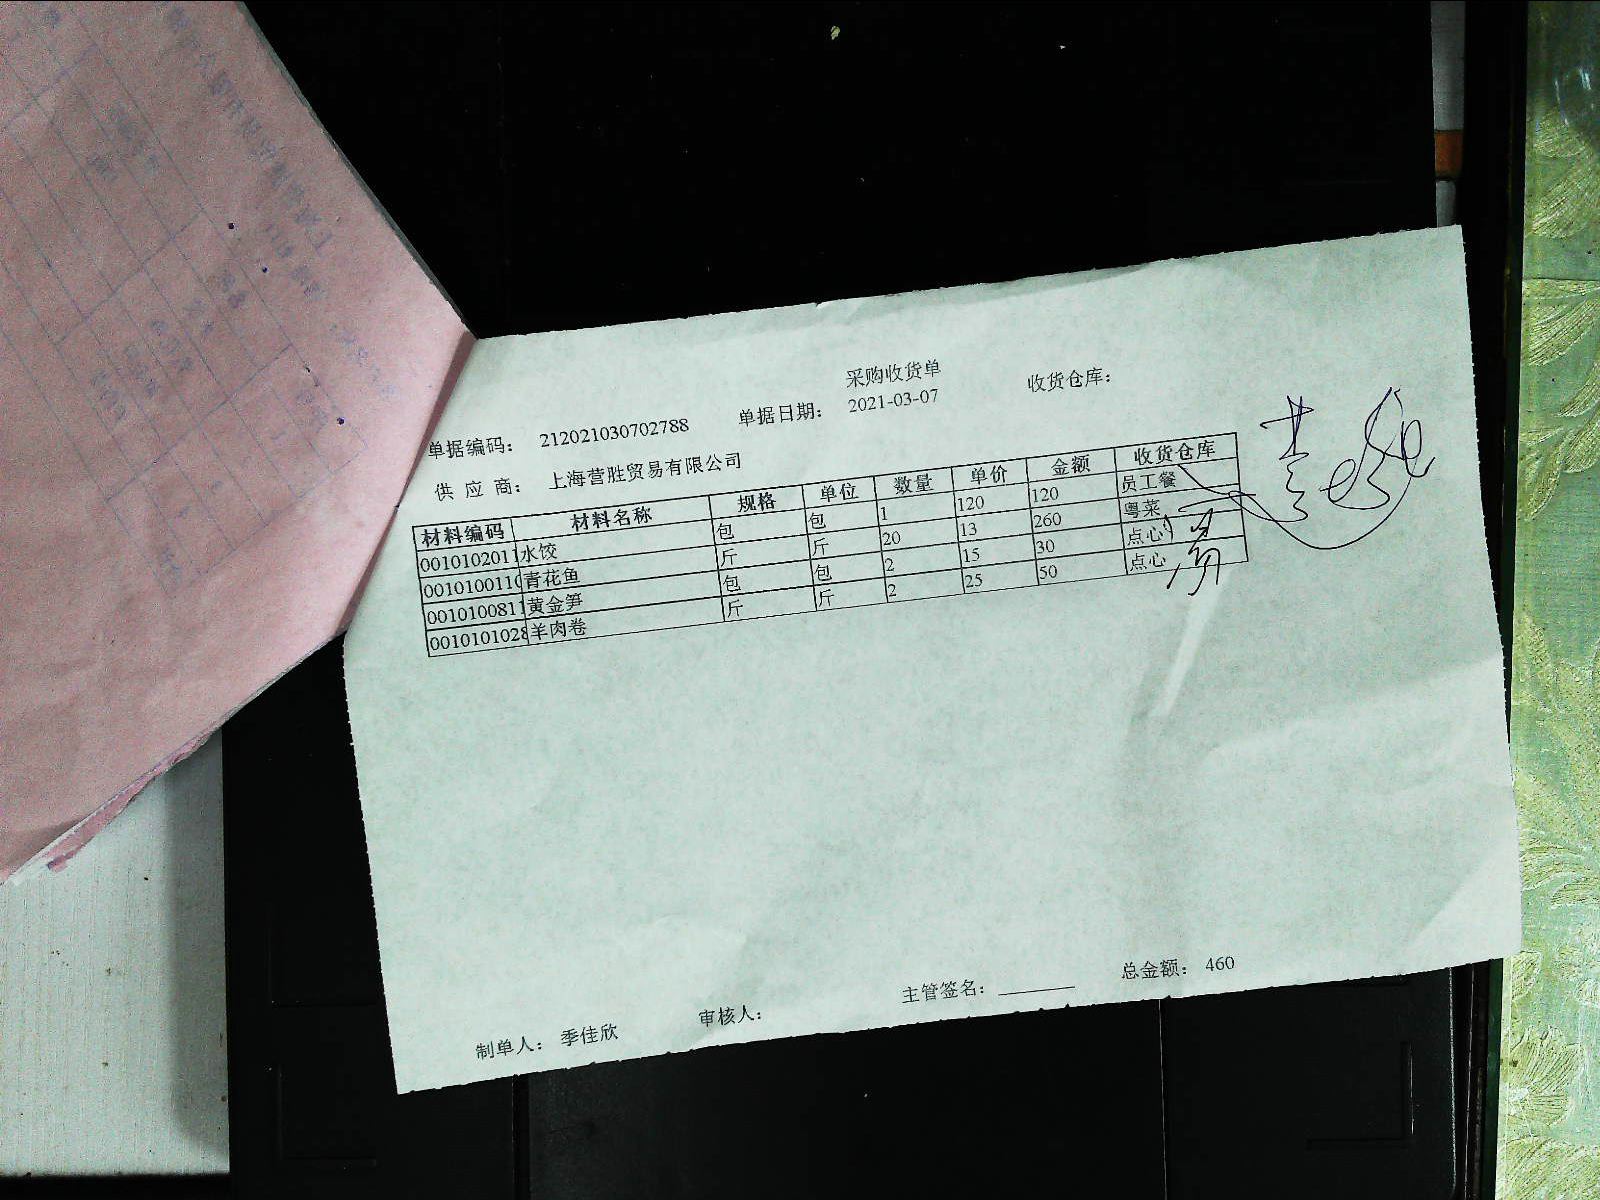 采购收货单
单据编码： 212021030702788 单据日期： 2021-03-07 收货仓库：
供 应 商： 上海营胜贸易有限公司
材料编码 材料名称 规格 单位 数量 单价 金额 收货仓库
0010102011 水饺 包 包 1 120 120 员工餐
001010011 青花鱼 斤 斤 20 13 260 粤菜
0010100811 黄金笋 包 包 2 15 30 点心
0010101028 羊肉卷 斤 斤 2 25 50 点心
制单人： 季佳欣 审核人： 主管签名： 总金额： 460